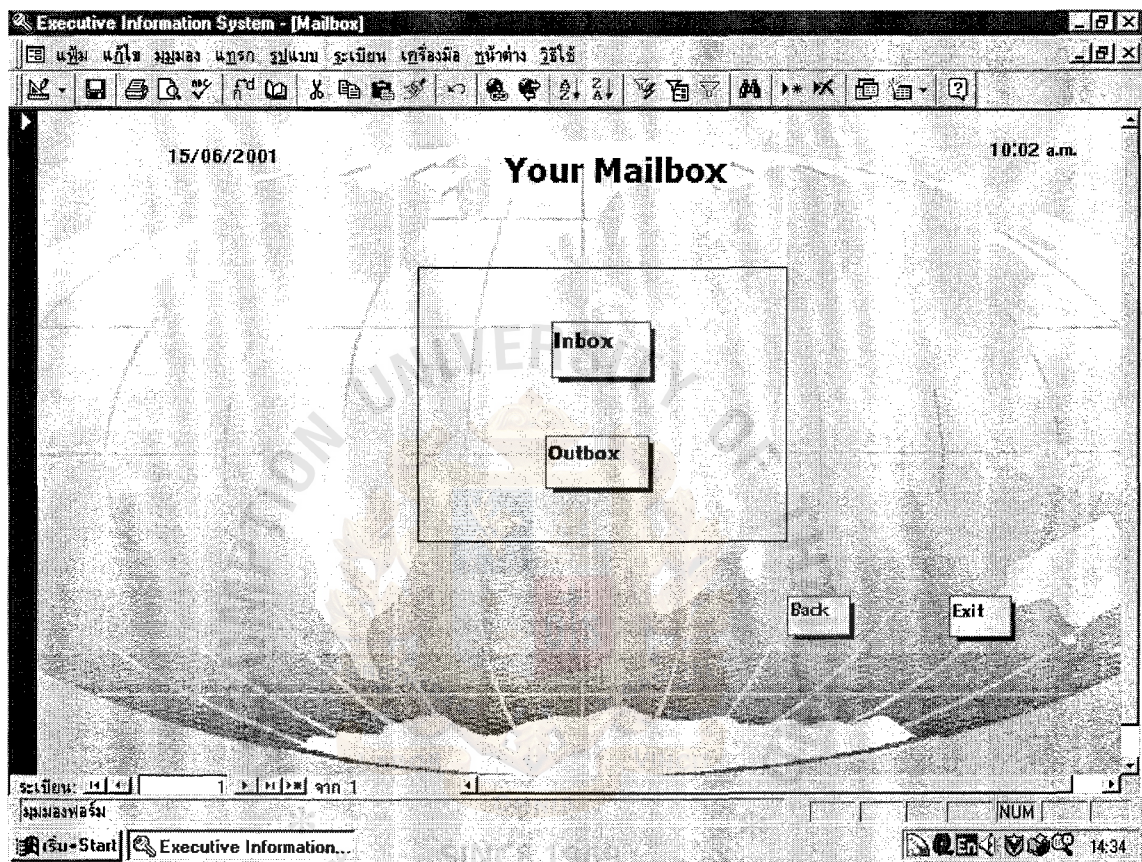 Executive Information System - [Mailbox]
แฟ้ม แก้ไข มุมมอง แทรก รูปแบบ ระเบียน เครื่องมือ หน้าต่าง วิธีใช้
15/06/2001
Your Mailbox
10:02 a.m.
Inbox
Outbox
Back
Exit
ระเบียน: 1 จาก 1
มุมมองฟอร์ม
NUM
เริ่ม-Start Executive Information... En 14:34